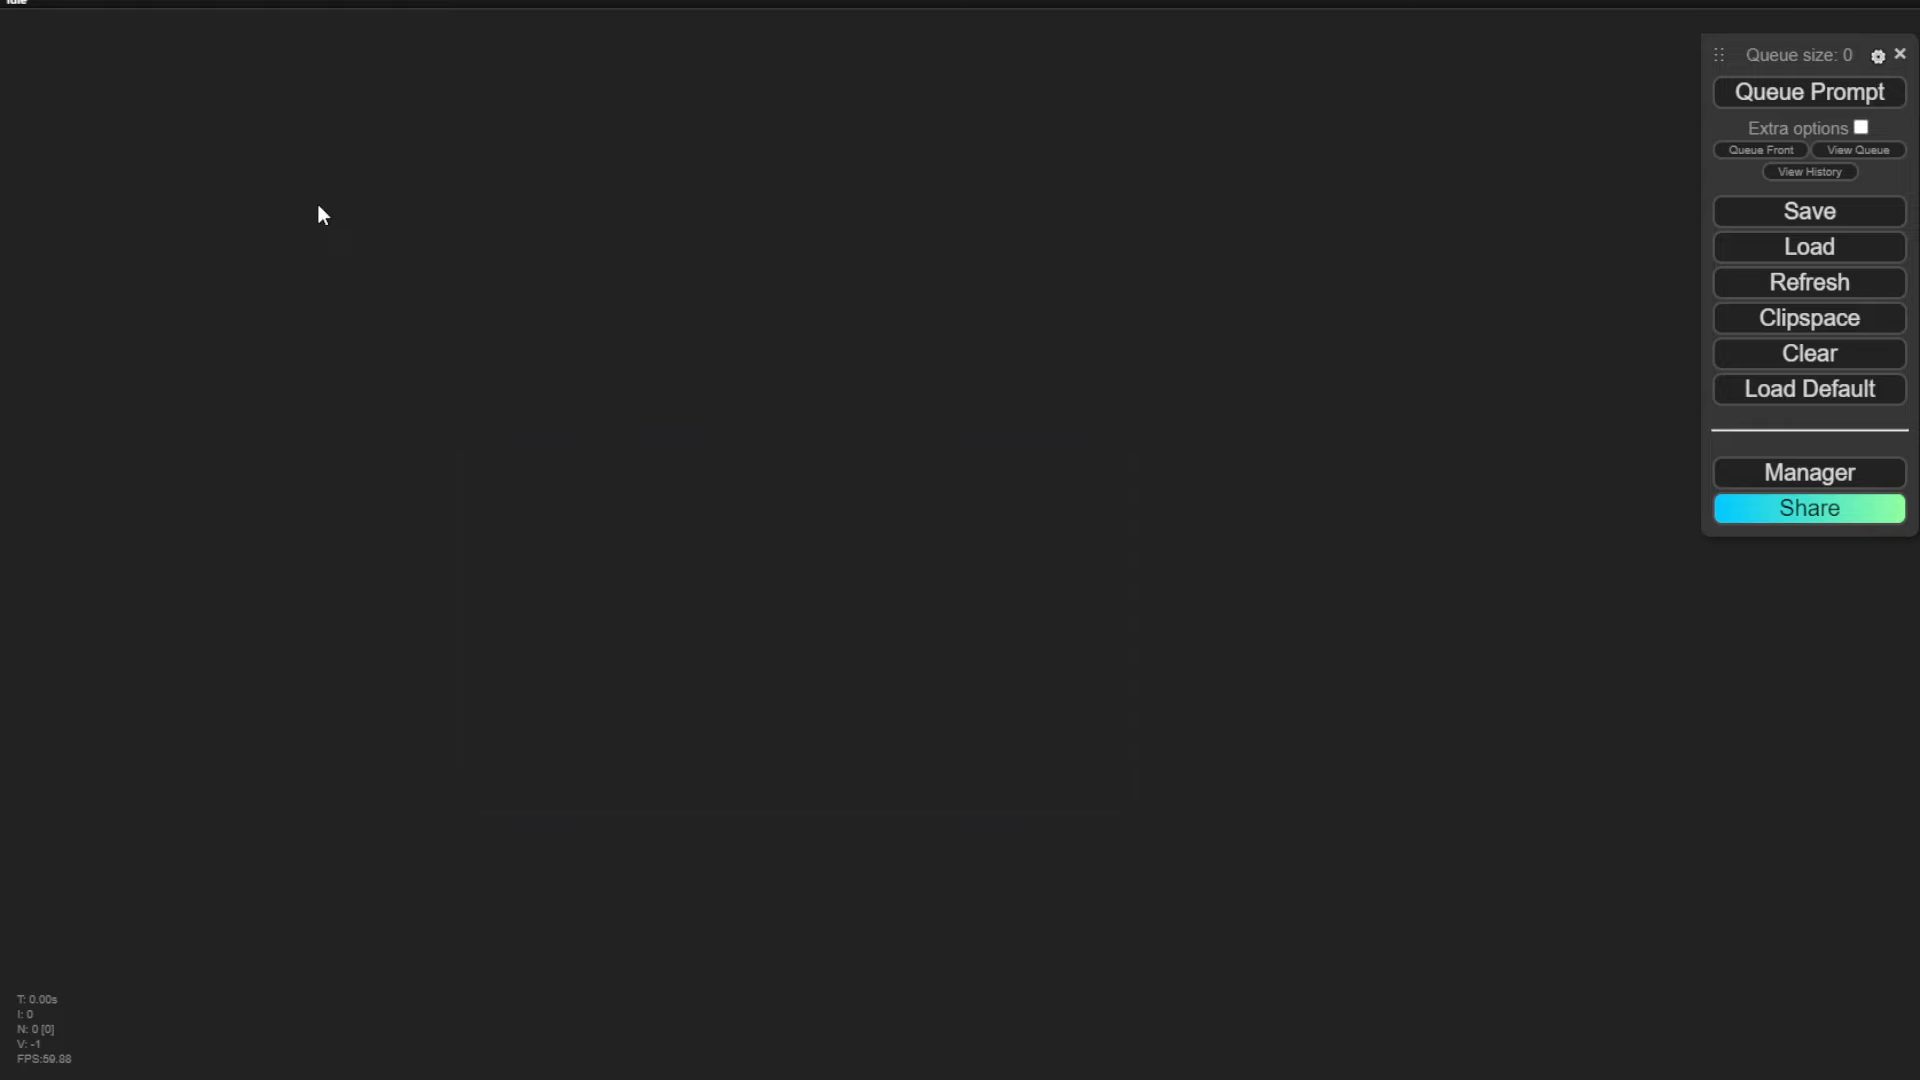 Idle
Queue size: 0
Queue Prompt
Extra options
Queue Front View Queue
View History
Save
Load
Refresh
Clipspace
Clear
Load Default
Manager
Share
T: 0.00s
I: 0
N: 0 [0]
V: -1
FPS:59.88